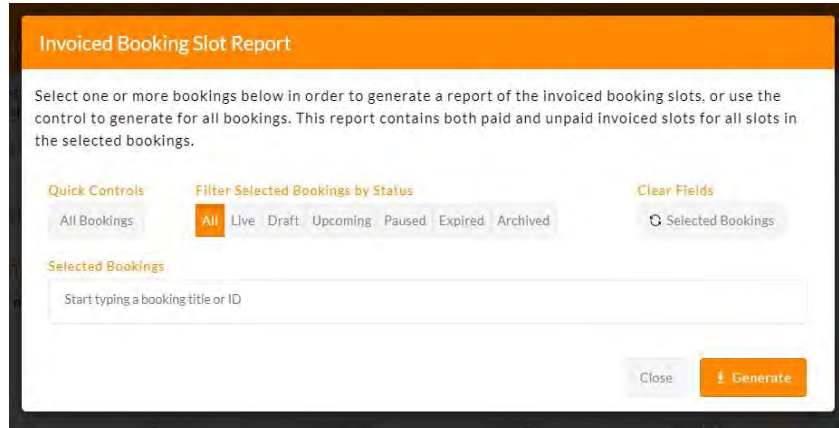 Invoiced Booking Slot Report
Select one or more bookings below in order to generate a report of the invoiced booking slots, or use the
control to generate for all bookings. This report contains both paid and unpaid invoiced slots for all slots in
the selected bookings.
Quick Controls Filter Selected Bookings by Status Clear Fields
All Bookings All Live Draft Upcoming Paused Expired Archived Selected Bookings
Selected Bookings
Start typing a booking title or ID
Close Generate